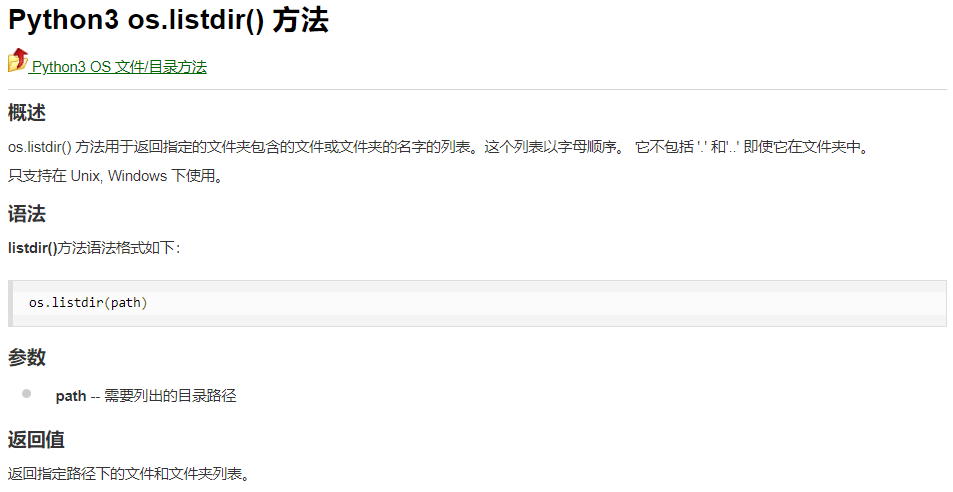 Python3 os.listdir() 方法
Python3 OS 文件/目录方法
概述
os.listdir() 方法用于返回指定的文件夹包含的文件或文件夹的名字的列表。这个列表以字母顺序。 它不包括 '.' 和'..' 即使它在文件夹中。
只支持在 Unix, Windows 下使用。
语法
listdir()方法语法格式如下：
os.listdir(path)
参数
path -- 需要列出的目录路径
返回值
返回指定路径下的文件和文件夹列表。